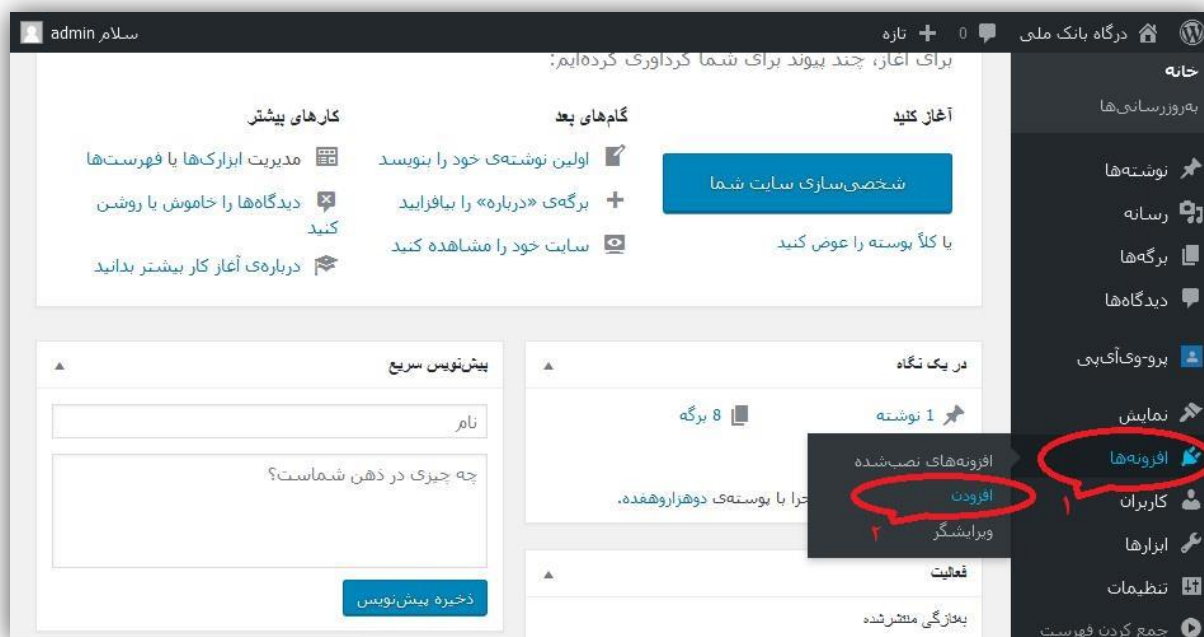 درگاه بانک ملی
0
تازه
سلام admin
خانه
به‌روزرسانی‌ها
نوشته‌ها
رسانه
برگه‌ها
دیدگاه‌ها
پرو-وی‌آی‌پی
نمایش
افزونه‌ها
۱
کاربران
ابزارها
تنظیمات
جمع کردن فهرست
افزونه‌های نصب‌شده
افزودن
۲
ویرایشگر
برای آغاز، چند پیوند برای شما گردآوری کرده‌ایم:
آغاز کنید
شخصی‌سازی سایت شما
یا کلاً پوسته را عوض کنید
گام‌های بعد
اولین نوشته‌ی خود را بنویسد
برگه‌ی «درباره» را بیافزایید
سایت خود را مشاهده کنید
کارهای بیشتر
مدیریت ابزارک‌ها یا فهرست‌ها
دیدگاه‌ها را خاموش یا روشن
کنید
درباره‌ی آغاز کار بیشتر بدانید
در یک نگاه
1 نوشته
8 برگه
با پوسته‌ی دوهزاروهفده.
فعالیت
به‌تازگی منتشرشده
پیش‌نویس سریع
نام
چه چیزی در ذهن شماست؟
ذخیره پیش‌نویس